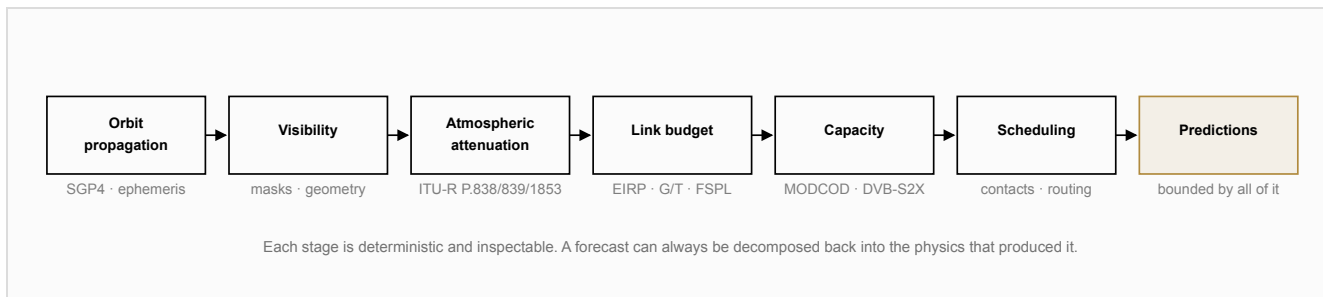 Orbit
propagation
Visibility
Atmospheric
attenuation
Link budget
Capacity
Scheduling
Predictions
SGP4 · ephemeris
masks · geometry
ITU-R P.838/839/1853
EIRP · G/T · FSPL
MODCOD · DVB-S2X
contacts · routing
bounded by all of it
Each stage is deterministic and inspectable. A forecast can always be decomposed back into the physics that produced it.